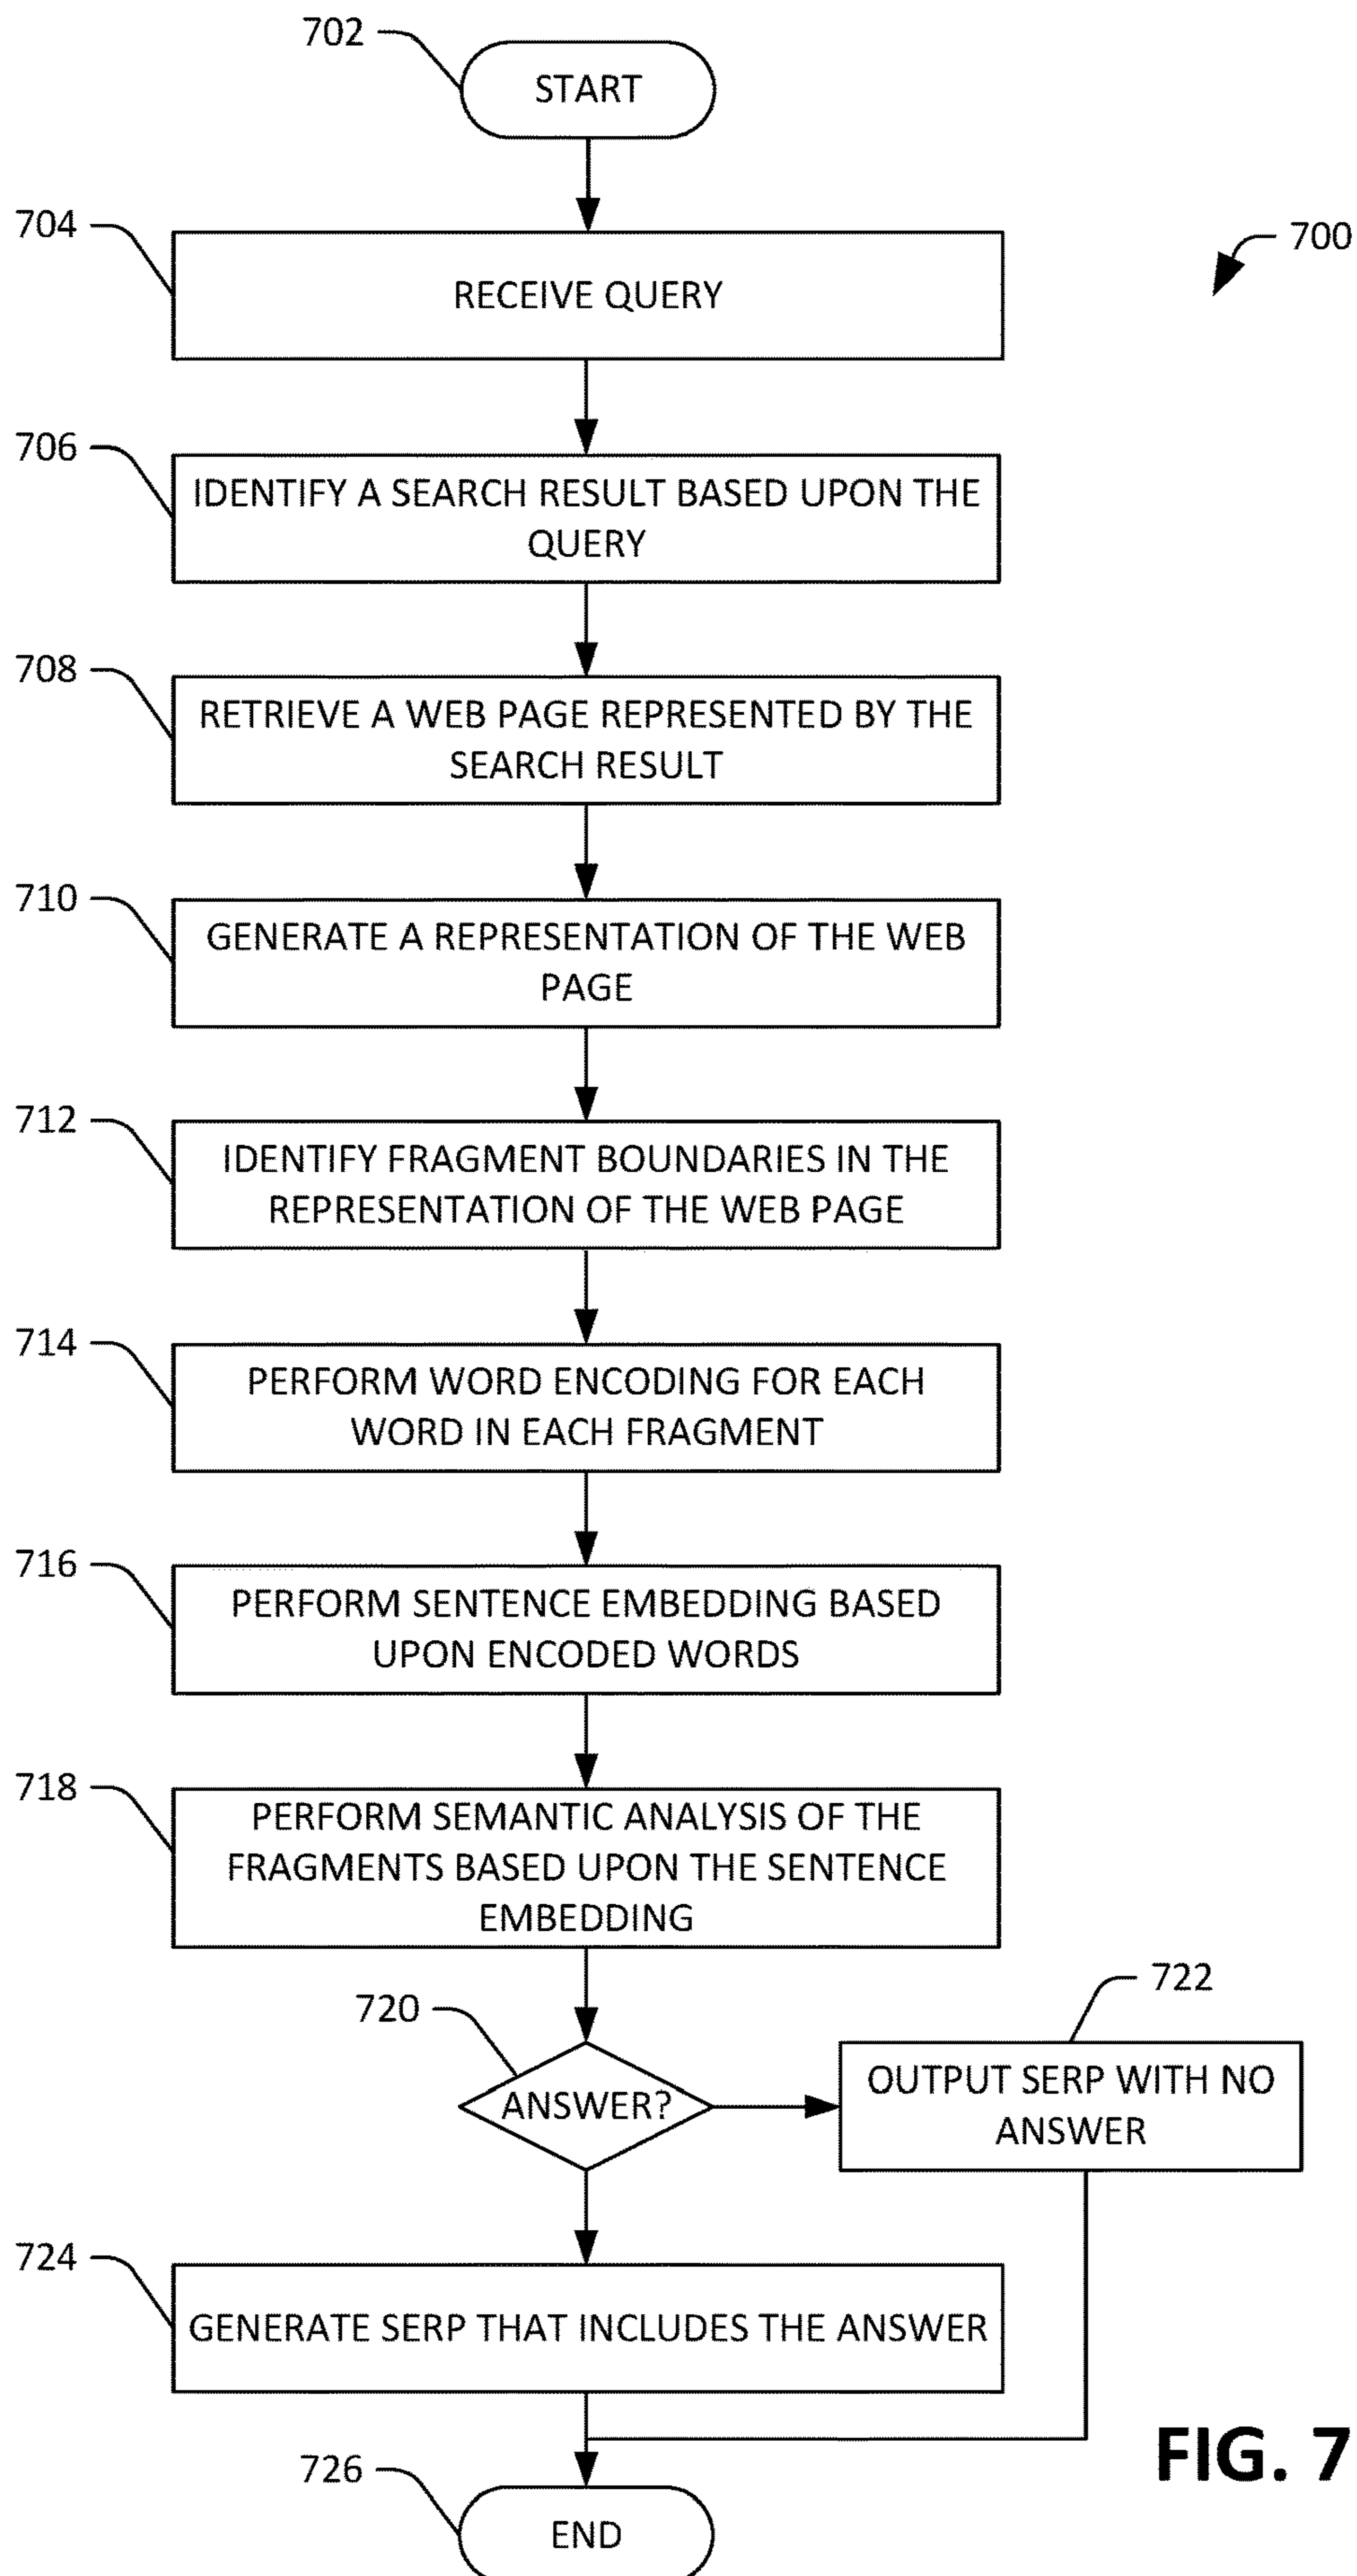 702
START
704
700
RECEIVE QUERY
706
IDENTIFY A SEARCH RESULT BASED UPON THE
QUERY
708
RETRIEVE A WEB PAGE REPRESENTED BY THE
SEARCH RESULT
710
GENERATE A REPRESENTATION OF THE WEB
PAGE
712
IDENTIFY FRAGMENT BOUNDARIES IN THE
REPRESENTATION OF THE WEB PAGE
714
PERFORM WORD ENCODING FOR EACH
WORD IN EACH FRAGMENT
716
PERFORM SENTENCE EMBEDDING BASED
UPON ENCODED WORDS
718
PERFORM SEMANTIC ANALYSIS OF THE
FRAGMENTS BASED UPON THE SENTENCE
EMBEDDING
720
ANSWER?
722
OUTPUT SERP WITH NO
ANSWER
724
GENERATE SERP THAT INCLUDES THE ANSWER
726
END
FIG. 7